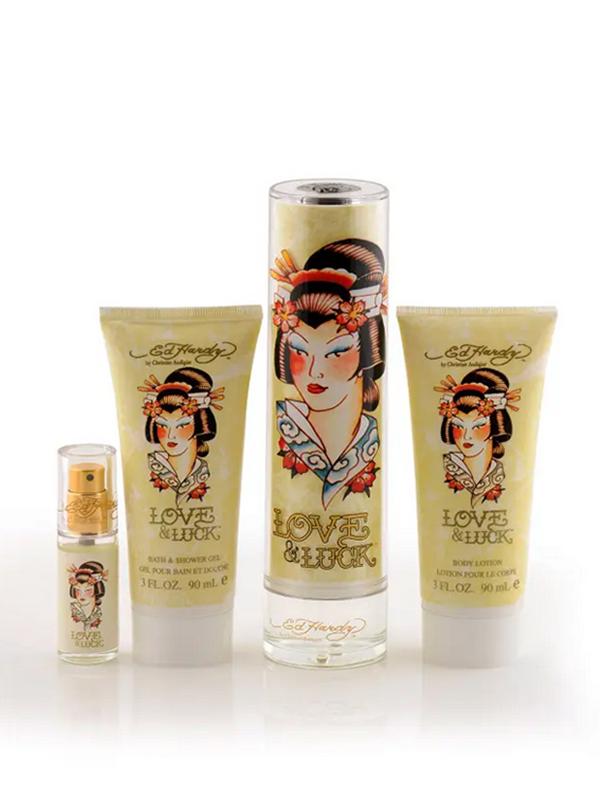 Ed Hardy
LOVE
& LUCK
Ed Hardy
by Christian Audigier
LOVE
& LUCK
BATH & SHOWER GEL
GEL POUR BAIN ET DOUCHE
3 FL.OZ. 90 mL e
LOVE
& LUCK
Ed Hardy
Ed Hardy
by Christian Audigier
LOVE
& LUCK
BODY LOTION
LOTION POUR LE CORPS
3 FL.OZ. 90 mL e